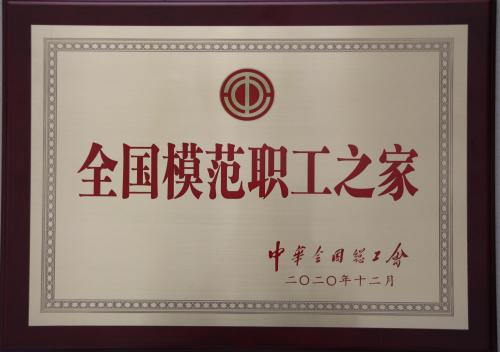 全国模范职工之家
中华全国总工会
二〇二〇年十二月